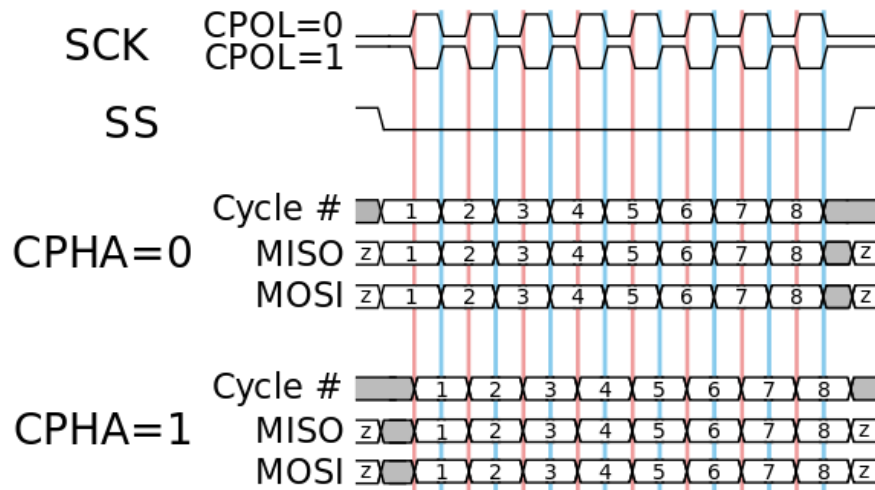 SCK CPOL=0
CPOL=1
SS
Cycle # 1 2 3 4 5 6 7 8
CPHA=0 MISO z 1 2 3 4 5 6 7 8 z
MOSI z 1 2 3 4 5 6 7 8 z
Cycle # 1 2 3 4 5 6 7 8
CPHA=1 MISO z 1 2 3 4 5 6 7 8 z
MOSI z 1 2 3 4 5 6 7 8 z